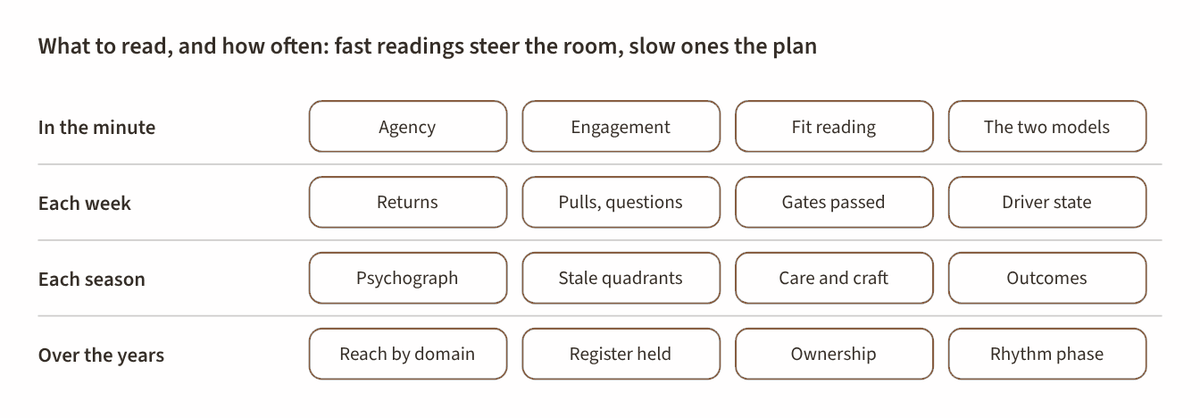 What to read, and how often: fast readings steer the room, slow ones the plan
In the minute
Agency
Engagement
Fit reading
The two models
Each week
Returns
Pulls, questions
Gates passed
Driver state
Each season
Psychograph
Stale quadrants
Care and craft
Outcomes
Over the years
Reach by domain
Register held
Ownership
Rhythm phase